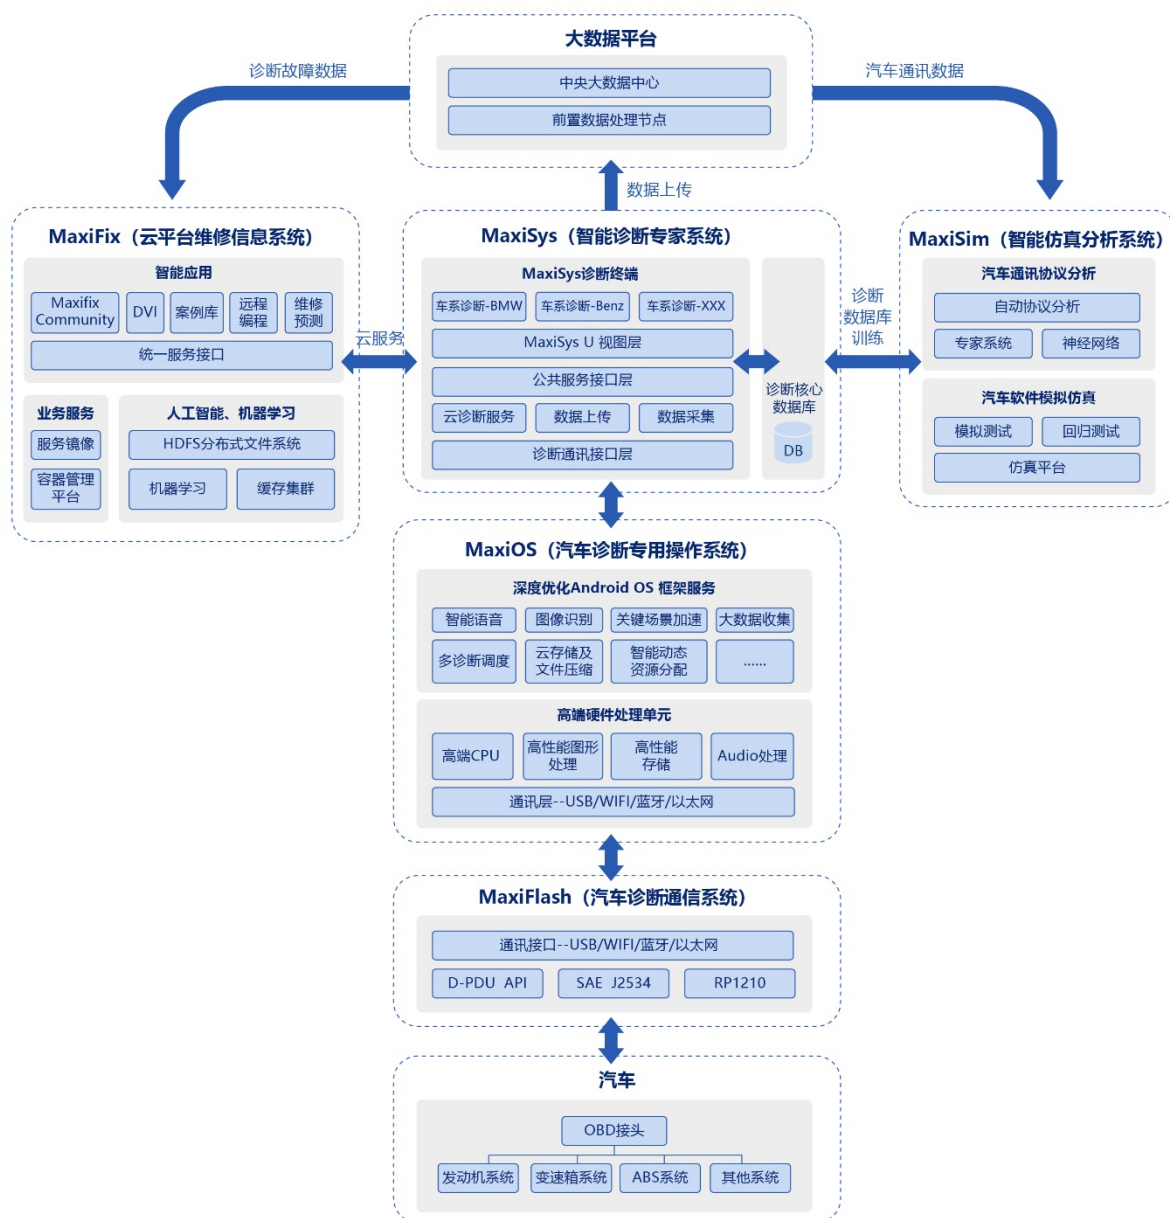 大数据平台
中央大数据中心
前置数据处理节点
诊断故障数据
汽车通讯数据
数据上传
MaxiFix（云平台维修信息系统）
智能应用
Maxifix
Community
DVI
案例库
远程
编程
维修
预测
统一服务接口
业务服务
服务镜像
容器管理
平台
人工智能、机器学习
HDFS分布式文件系统
机器学习
缓存集群
云服务
MaxiSys（智能诊断专家系统）
MaxiSys诊断终端
车系诊断-BMW
车系诊断-Benz
车系诊断-XXX
MaxiSys U 视图层
公共服务接口层
云诊断服务
数据上传
数据采集
诊断通讯接口层
诊断核心
数据库
DB
诊断
数据库
训练
MaxiSim（智能仿真分析系统）
汽车通讯协议分析
自动协议分析
专家系统
神经网络
汽车软件模拟仿真
模拟测试
回归测试
仿真平台
MaxiOS（汽车诊断专用操作系统）
深度优化Android OS 框架服务
智能语音
图像识别
关键场景加速
大数据收集
多诊断调度
云存储及
文件压缩
智能动态
资源分配
……
高端硬件处理单元
高端CPU
高性能图形
处理
高性能
存储
Audio处理
通讯层--USB/WIFI/蓝牙/以太网
MaxiFlash（汽车诊断通信系统）
通讯接口--USB/WIFI/蓝牙/以太网
D-PDU API
SAE J2534
RP1210
汽车
OBD接头
发动机系统
变速箱系统
ABS系统
其他系统